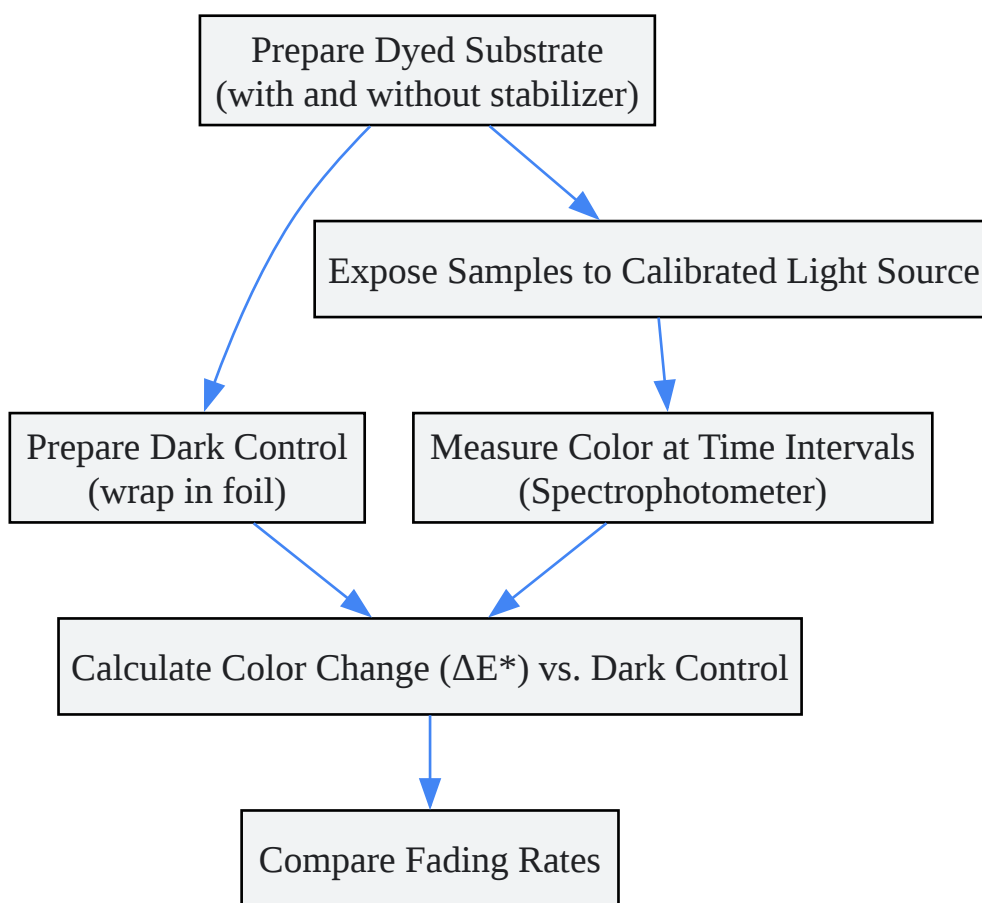 Prepare Dyed Substrate
(with and without stabilizer)
Expose Samples to Calibrated Light Source
Prepare Dark Control
(wrap in foil)
Measure Color at Time Intervals
(Spectrophotometer)
Calculate Color Change (ΔE*) vs. Dark Control
Compare Fading Rates